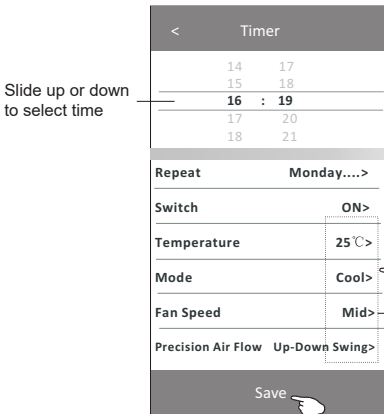 < Timer
14 17
15 18
Slide up or down
to select time
16 : 19
17 20
18 21
Repeat Monday....>
Switch ON>
Temperature 25℃>
Mode Cool>
Fan Speed Mid>
Precision Air Flow Up-Down Swing>
Save